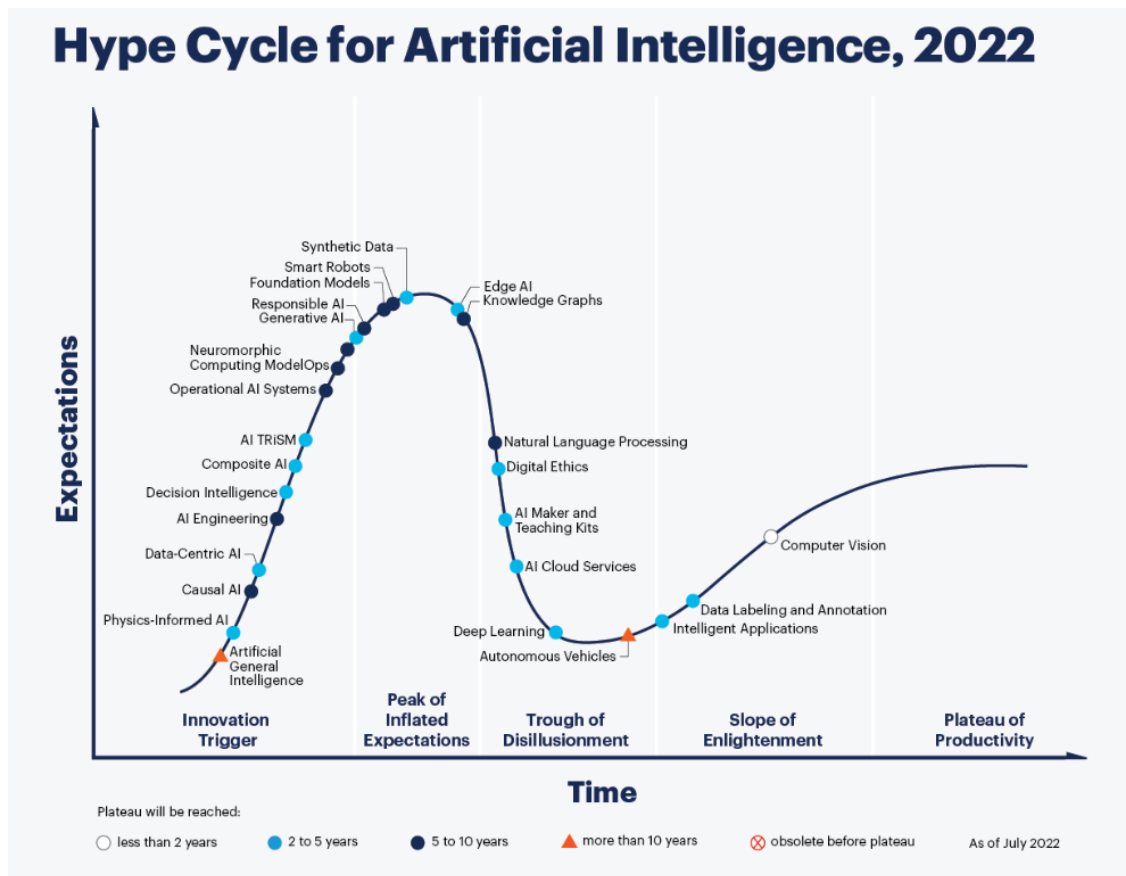 Hype Cycle for Artificial Intelligence, 2022
Expectations
Synthetic Data
Smart Robots
Foundation Models
Responsible AI
Generative AI
Neuromorphic
Computing ModelOps
Operational AI Systems
AI TRiSM
Composite AI
Decision Intelligence
AI Engineering
Data-Centric AI
Causal AI
Physics-Informed AI
Artificial
General
Intelligence
Edge AI
Knowledge Graphs
Natural Language Processing
Digital Ethics
AI Maker and
Teaching Kits
AI Cloud Services
Deep Learning
Autonomous Vehicles
Computer Vision
Data Labeling and Annotation
Intelligent Applications
Innovation
Trigger
Peak of
Inflated
Expectations
Trough of
Disillusionment
Slope of
Enlightenment
Plateau of
Productivity
Time
Plateau will be reached:
less than 2 years
2 to 5 years
5 to 10 years
more than 10 years
obsolete before plateau
As of July 2022